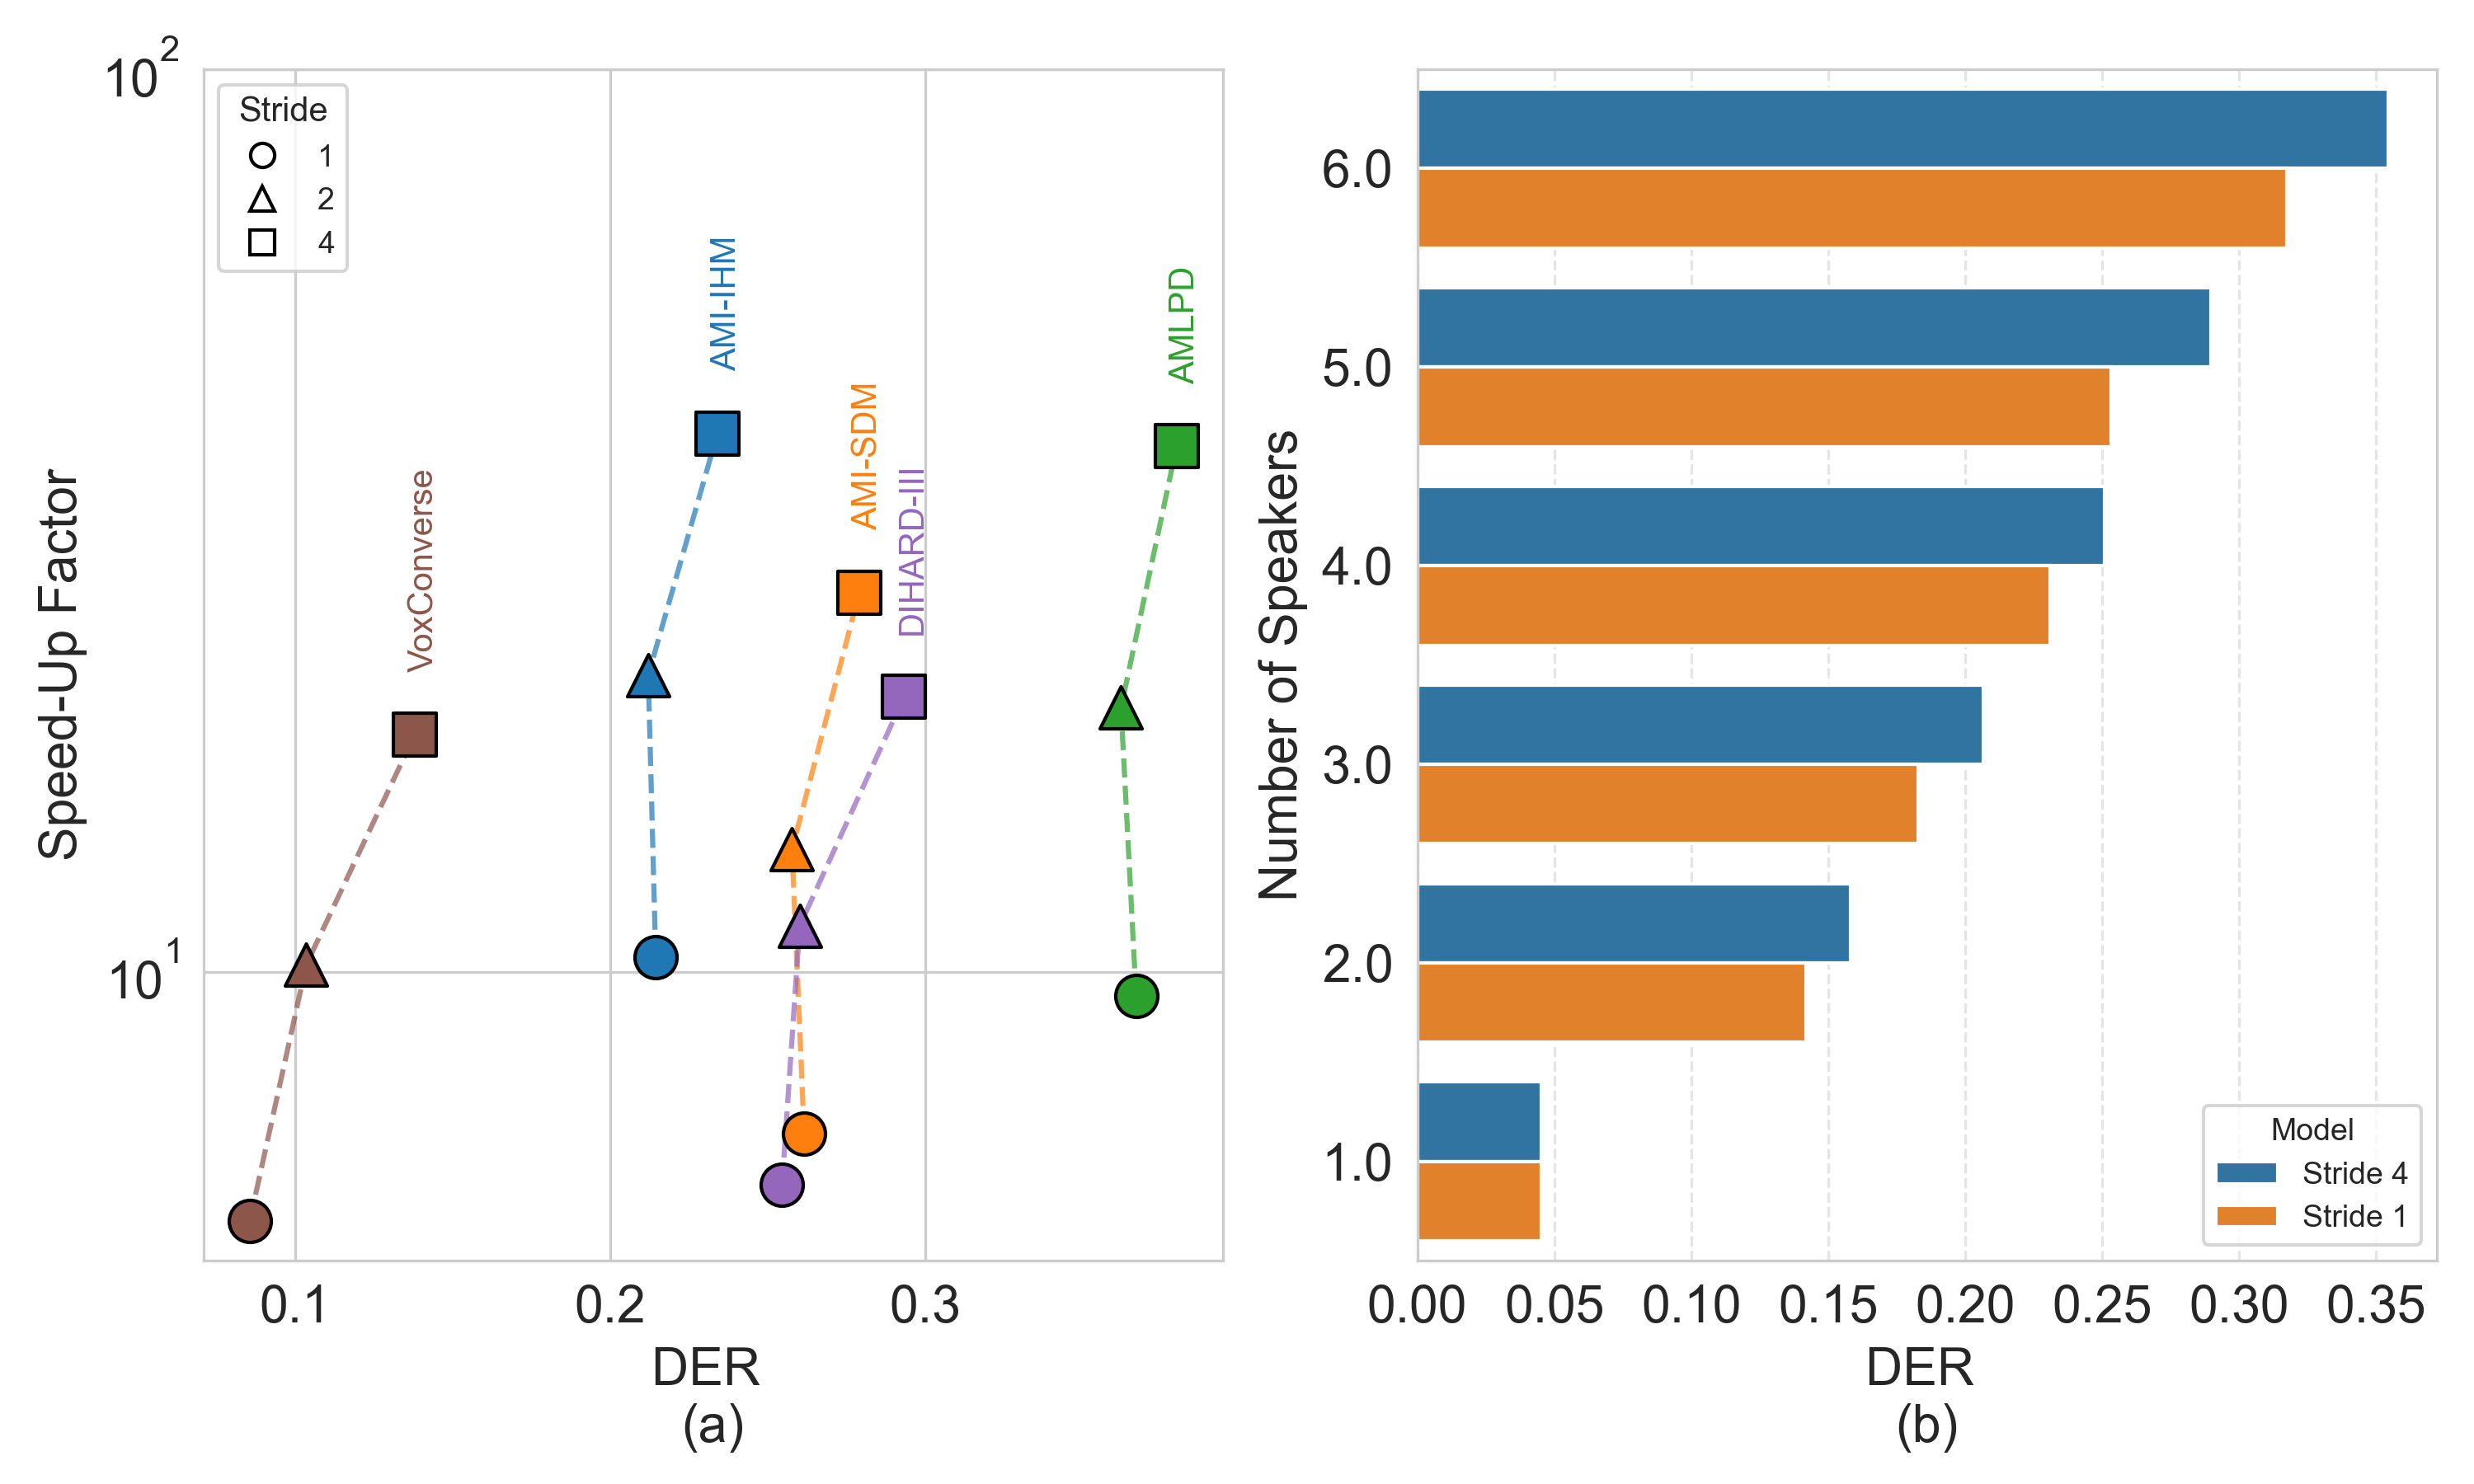 10^2
Stride
1
2
4
AMI-IHM
AMLPD
AMI-SDM
DIHARD-III
VoxConverse
Speed-Up Factor
10^1
0.1 0.2 0.3
DER
(a)
6.0
5.0
4.0
3.0
2.0
1.0
Number of Speakers
Model
Stride 4
Stride 1
0.00 0.05 0.10 0.15 0.20 0.25 0.30 0.35
DER
(b)